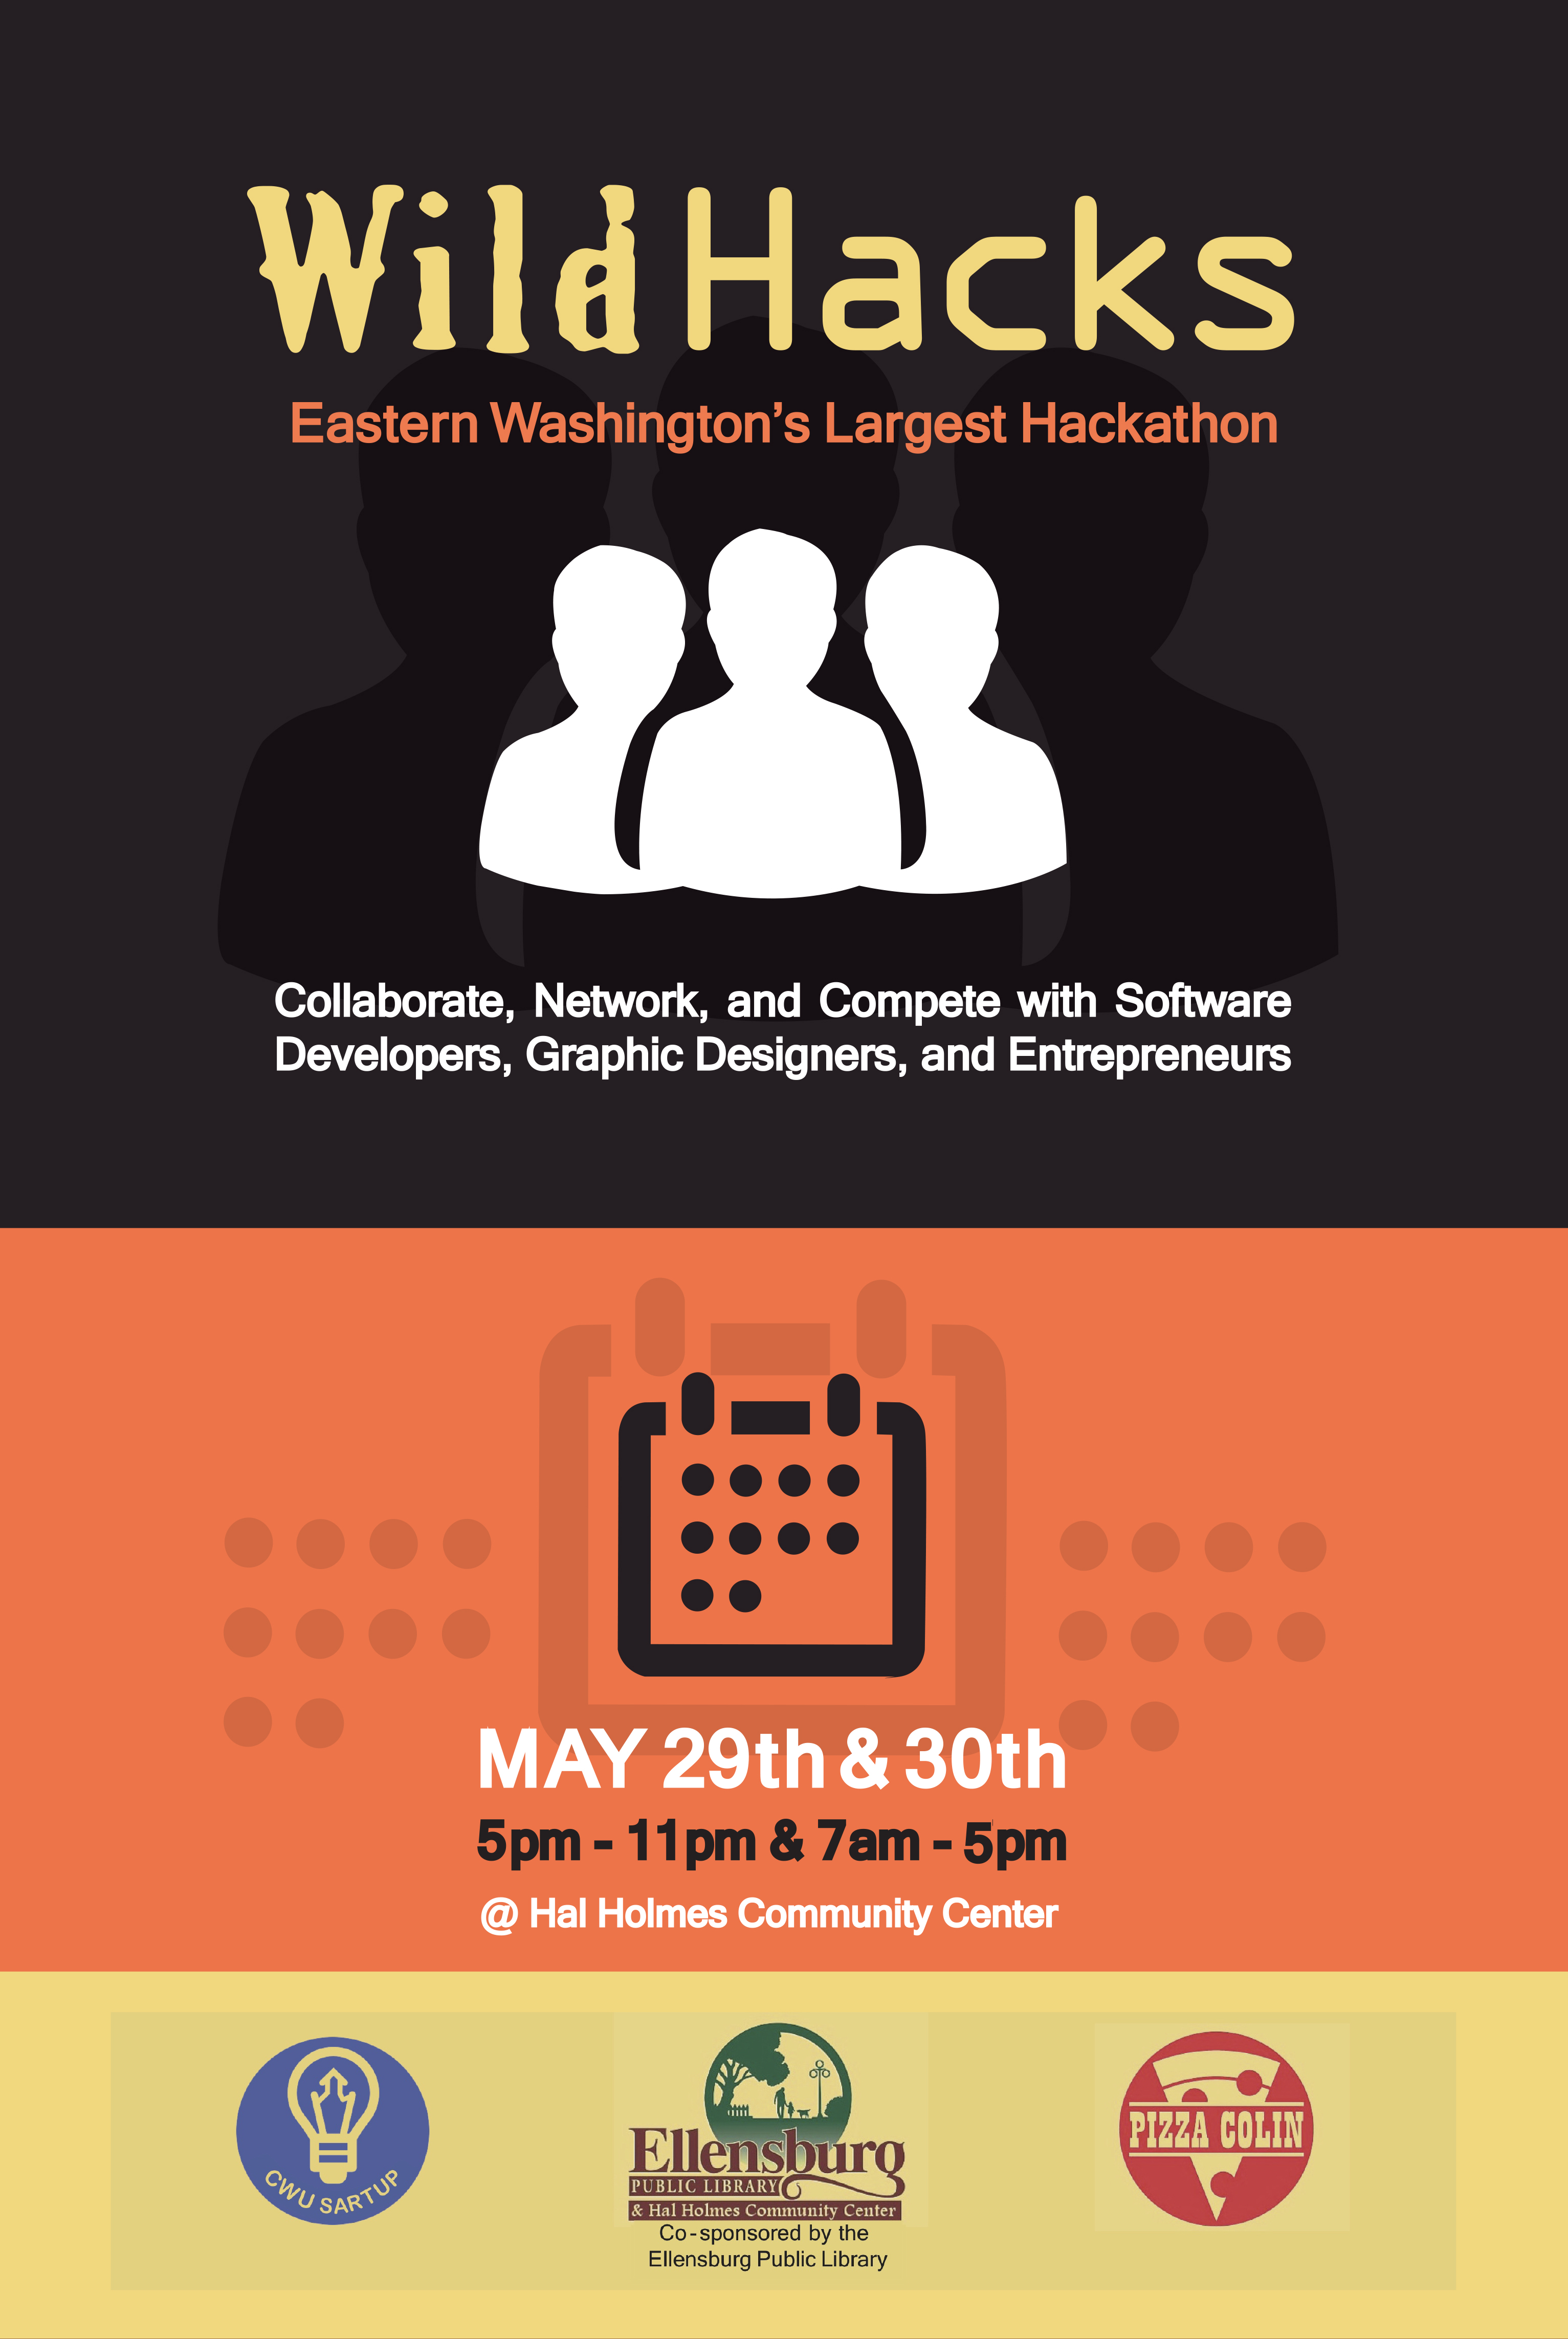 Wild Hacks
Eastern Washington’s Largest Hackathon
Collaborate, Network, and Compete with Software
Developers, Graphic Designers, and Entrepreneurs
MAY 29th & 30th
5pm - 11pm & 7am - 5pm
@ Hal Holmes Community Center
CWU SARTUP
Ellensburg
PUBLIC LIBRARY
& Hal Holmes Community Center
Co-sponsored by the
Ellensburg Public Library
PIZZA COLIN